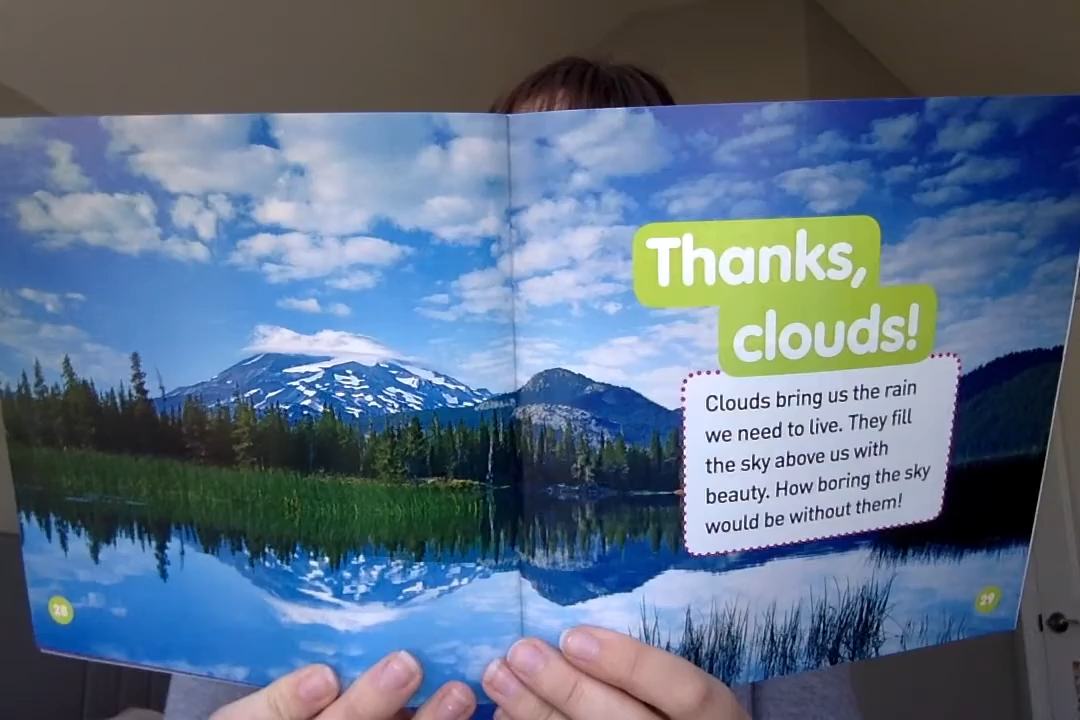 Thanks,
clouds!
Clouds bring us the rain
we need to live. They fill
the sky above us with
beauty. How boring the sky
would be without them!
28
29